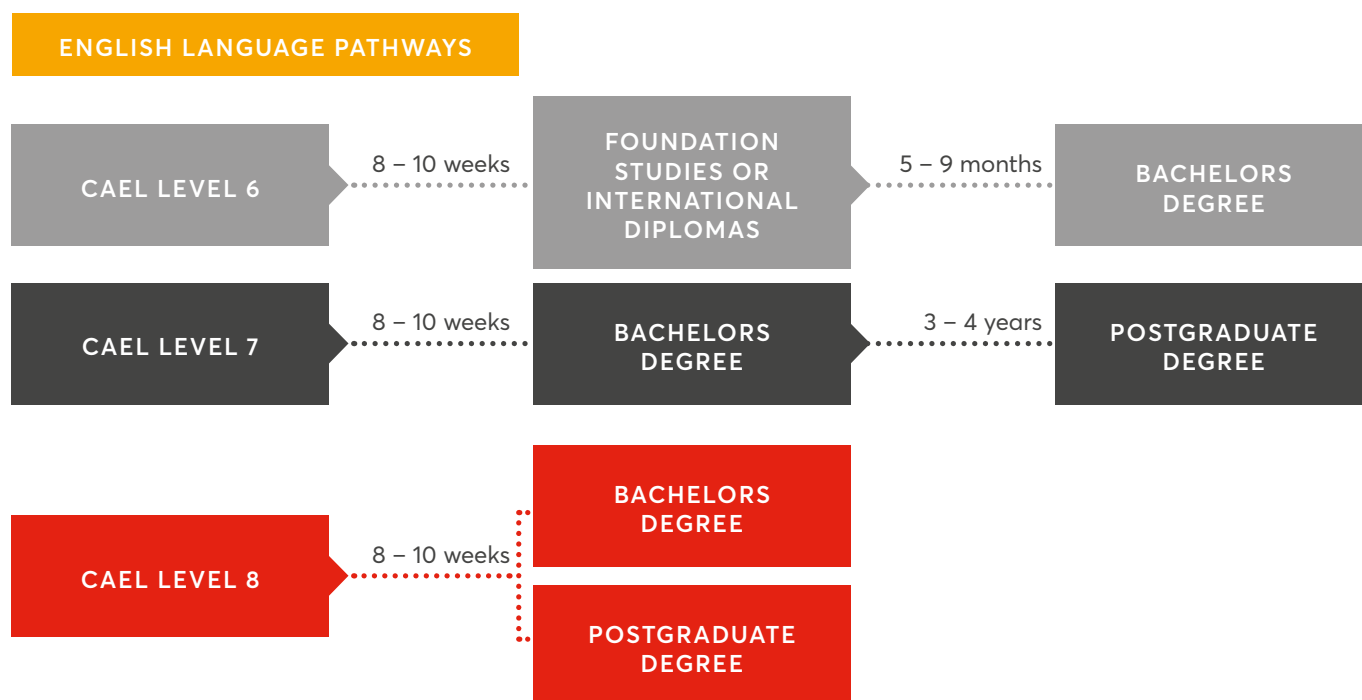 ENGLISH LANGUAGE PATHWAYS
CAEL LEVEL 6
8 – 10 weeks
FOUNDATION
STUDIES OR
INTERNATIONAL
DIPLOMAS
5 – 9 months
BACHELORS
DEGREE
CAEL LEVEL 7
8 – 10 weeks
BACHELORS
DEGREE
3 – 4 years
POSTGRADUATE
DEGREE
CAEL LEVEL 8
8 – 10 weeks
BACHELORS
DEGREE
POSTGRADUATE
DEGREE